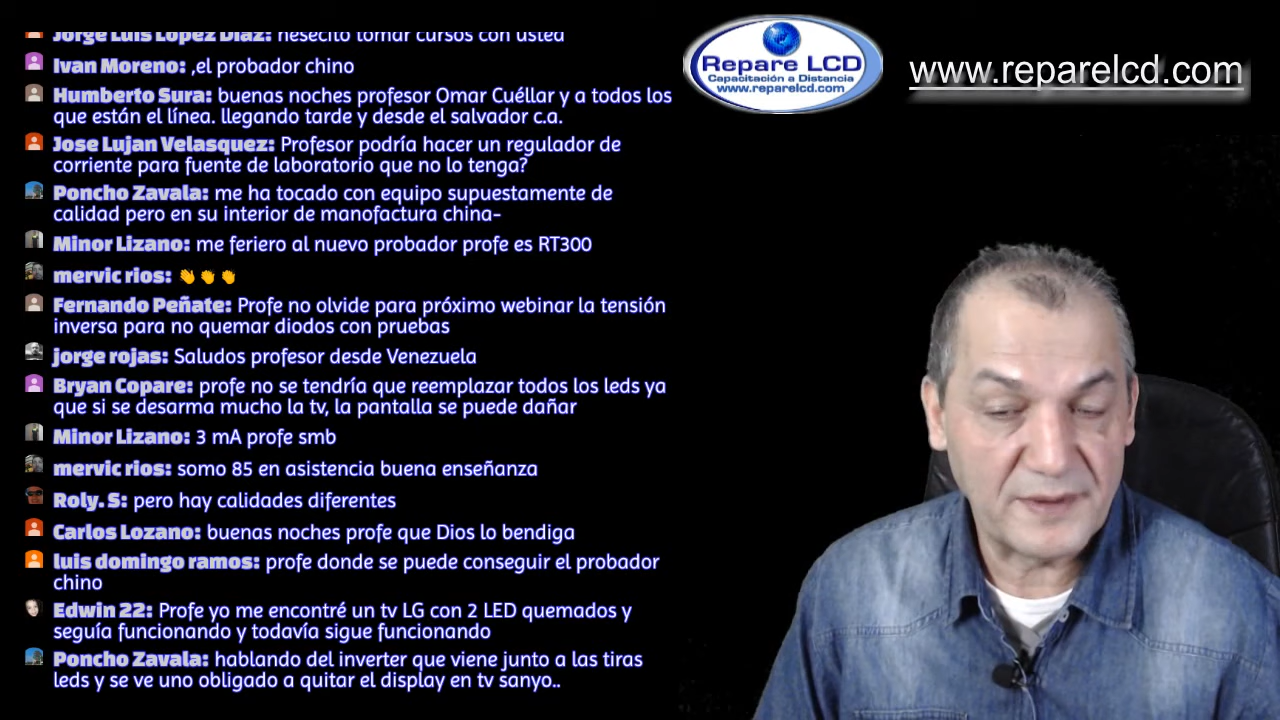 Jorge Luis Lopez Diaz: nesecito tomar cursos con usted
Ivan Moreno: ,el probador chino
Humberto Sura: buenas noches profesor Omar Cuéllar y a todos los
que están el línea. llegando tarde y desde el salvador c.a.
Jose Lujan Velasquez: Profesor podría hacer un regulador de
corriente para fuente de laboratorio que no lo tenga?
Poncho Zavala: me ha tocado con equipo supuestamente de
calidad pero en su interior de manofactura china-
Minor Lizano: me feriero al nuevo probador profe es RT300
mervic rios: 👏👏👏
Fernando Peñate: Profe no olvide para próximo webinar la tensión
inversa para no quemar diodos con pruebas
jorge rojas: Saludos profesor desde Venezuela
Bryan Copare: profe no se tendría que reemplazar todos los leds ya
que si se desarma mucho la tv, la pantalla se puede dañar
Minor Lizano: 3 mA profe smb
mervic rios: somo 85 en asistencia buena enseñanza
Roly. S: pero hay calidades diferentes
Carlos Lozano: buenas noches profe que Dios lo bendiga
luis domingo ramos: profe donde se puede conseguir el probador
chino
Edwin 22: Profe yo me encontré un tv LG con 2 LED quemados y
seguía funcionando y todavía sigue funcionando
Poncho Zavala: hablando del inverter que viene junto a las tiras
leds y se ve uno obligado a quitar el display en tv sanyo..
Repare LCD
Capacitación a Distancia
www.reparelcd.com
www.reparelcd.com